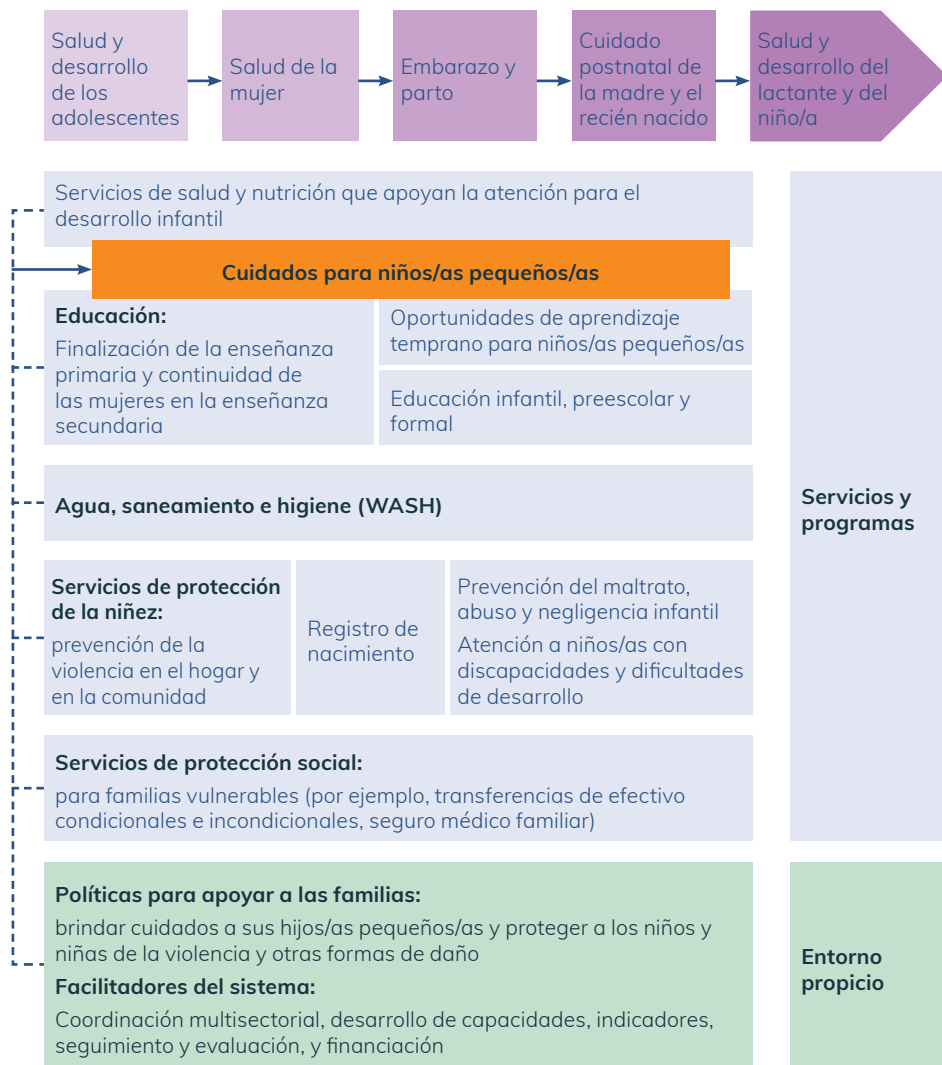 Salud y
desarrollo
de los
adolescentes
Salud de la
mujer
Embarazo y
parto
Cuidado
postnatal de
la madre y el
recién nacido
Salud y
desarrollo del
lactante y del
niño/a
Servicios de salud y nutrición que apoyan la atención para el
desarrollo infantil
Cuidados para niños/as pequeños/as
Educación:
Finalización de la enseñanza
primaria y continuidad de
las mujeres en la enseñanza
secundaria
Oportunidades de aprendizaje
temprano para niños/as pequeños/as
Educación infantil, preescolar y
formal
Agua, saneamiento e higiene (WASH)
Servicios de protección
de la niñez:
prevención de la
violencia en el hogar y
en la comunidad
Registro de
nacimiento
Prevención del maltrato,
abuso y negligencia infantil
Atención a niños/as con
discapacidades y dificultades
de desarrollo
Servicios de protección social:
para familias vulnerables (por ejemplo, transferencias de efectivo
condicionales e incondicionales, seguro médico familiar)
Servicios y
programas
Políticas para apoyar a las familias:
brindar cuidados a sus hijos/as pequeños/as y proteger a los niños y
niñas de la violencia y otras formas de daño
Facilitadores del sistema:
Coordinación multisectorial, desarrollo de capacidades, indicadores,
seguimiento y evaluación, y financiación
Entorno
propicio